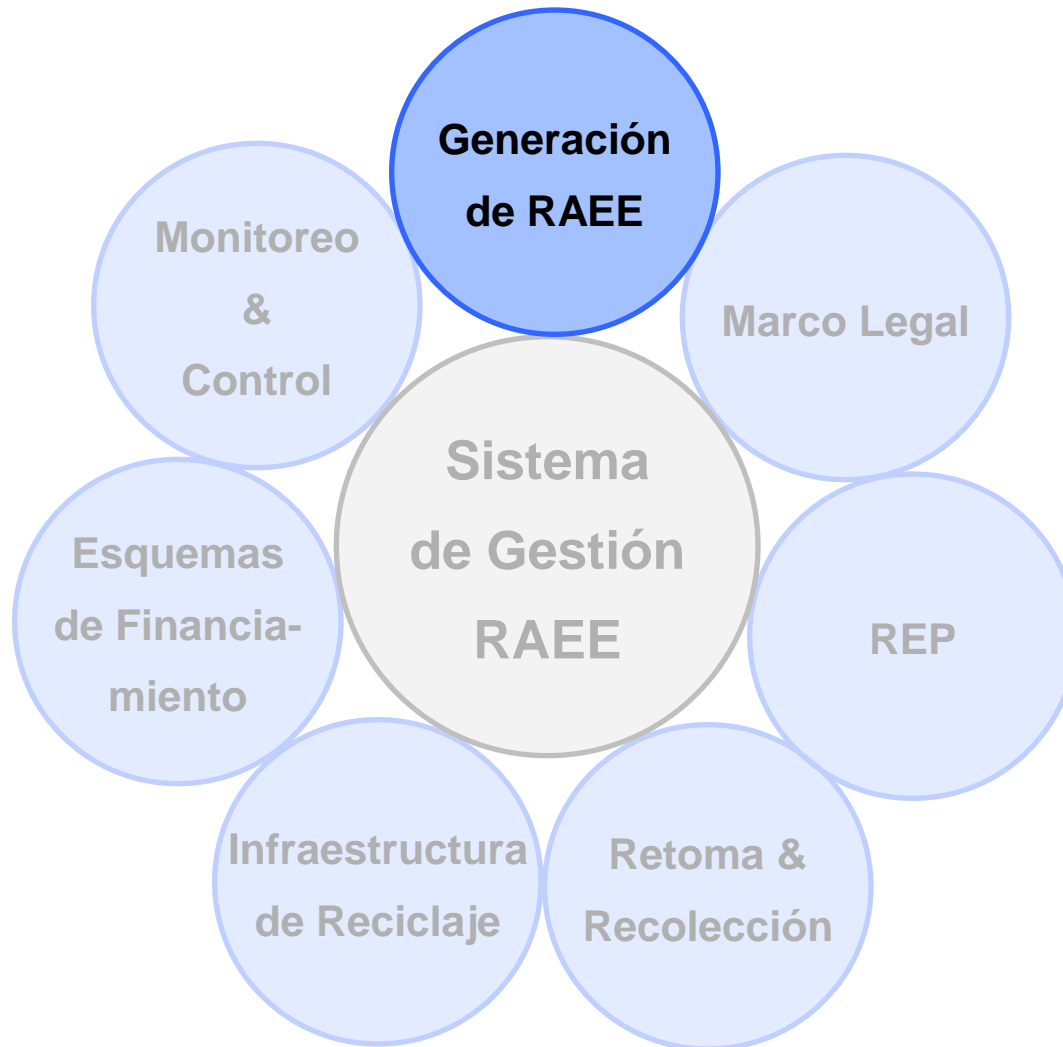 Generación
de RAEE
Marco Legal
REP
Retoma &
Recolección
Infraestructura
de Reciclaje
Esquemas
de Financia-
miento
Monitoreo
&
Control
Sistema
de Gestión
RAEE